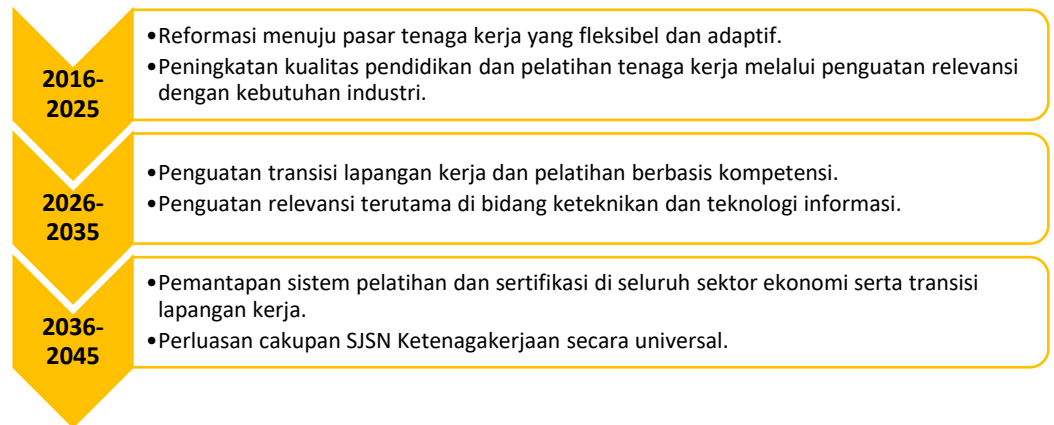 2016-
2025
•Reformasi menuju pasar tenaga kerja yang fleksibel dan adaptif.
•Peningkatan kualitas pendidikan dan pelatihan tenaga kerja melalui penguatan relevansi
dengan kebutuhan industri.
2026-
2035
•Penguatan transisi lapangan kerja dan pelatihan berbasis kompetensi.
•Penguatan relevansi terutama di bidang keteknikan dan teknologi informasi.
2036-
2045
•Pemantapan sistem pelatihan dan sertifikasi di seluruh sektor ekonomi serta transisi
lapangan kerja.
•Perluasan cakupan SJSN Ketenagakerjaan secara universal.